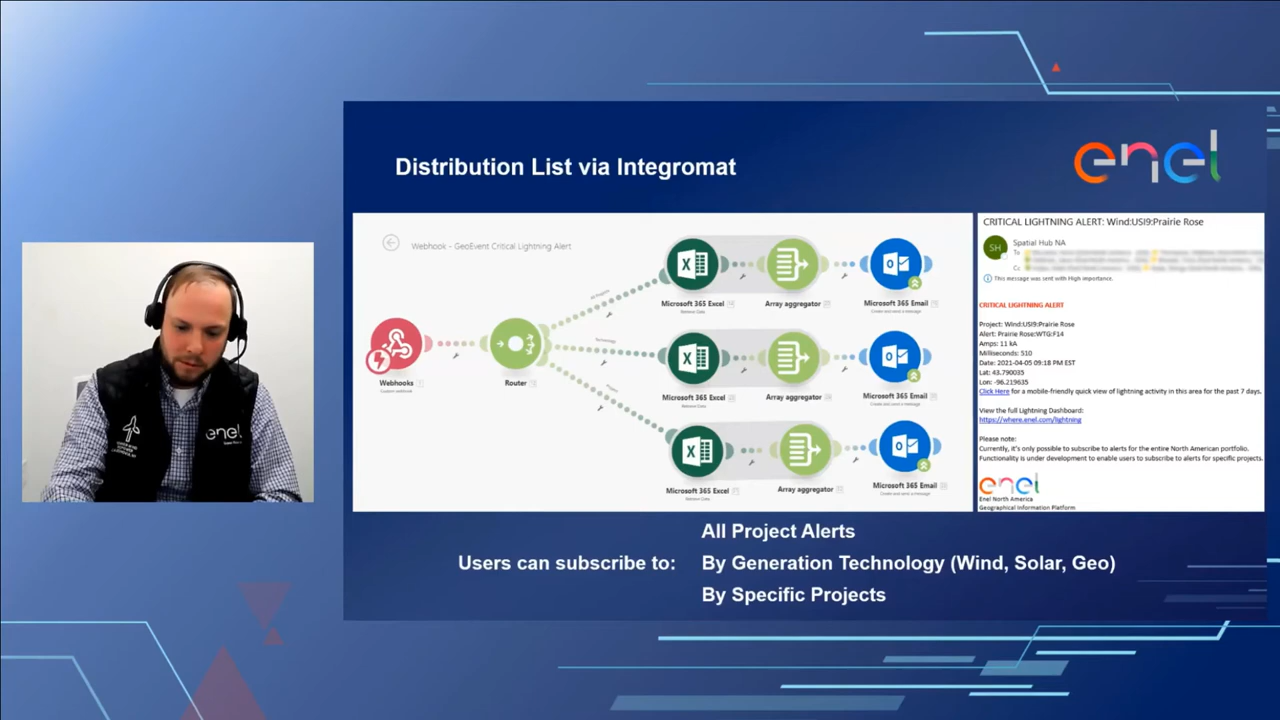 Distribution List via Integromat
enel
Webhook - GeoEvent Critical Lightning Alert
Webhooks
Router
Microsoft 365 Excel
Array aggregator
Microsoft 365 Email
Microsoft 365 Excel
Array aggregator
Microsoft 365 Email
Microsoft 365 Excel
Array aggregator
Microsoft 365 Email
CRITICAL LIGHTNING ALERT: Wind:USI9:Prairie Rose
SH
Spatial Hub NA
To
Cc
This message was sent with High importance.
CRITICAL LIGHTNING ALERT
Project: Wind:USI9:Prairie Rose
Alert: Prairie Rose:WTG:F14
Amps: 11 kA
Milliseconds: 510
Date: 2021-04-05 09:18 PM EST
Lat: 43.790035
Lon: -96.219635
Click Here for a mobile-friendly quick view of lightning activity in this area for the past 7 days.
View the full Lightning Dashboard:
https://where.enel.com/lightning
Please note:
Currently, it's only possible to subscribe to alerts for the entire North American portfolio.
Functionality is under development to enable users to subscribe to alerts for specific projects.
enel
Enel North America
Geographical Information Platform
All Project Alerts
Users can subscribe to: By Generation Technology (Wind, Solar, Geo)
By Specific Projects
enel